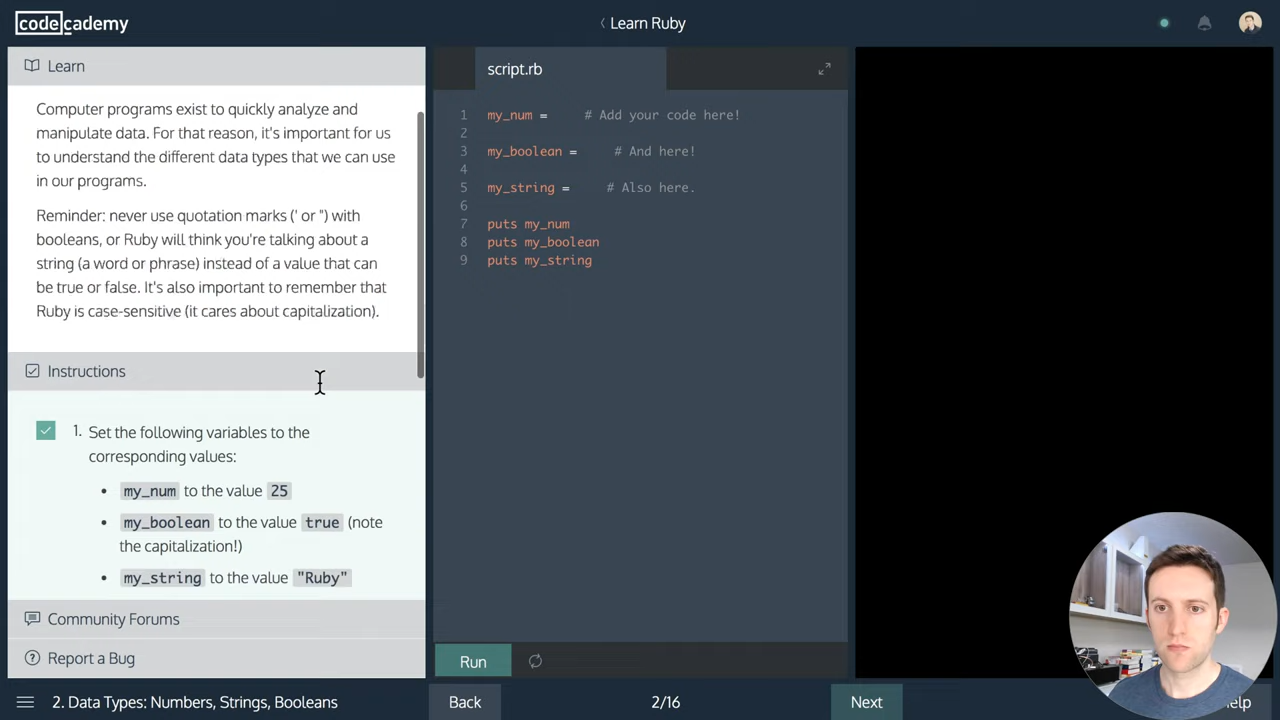 codecademy
Learn Ruby
Learn
Computer programs exist to quickly analyze and
manipulate data. For that reason, it's important for us
to understand the different data types that we can use
in our programs.
Reminder: never use quotation marks (' or ") with
booleans, or Ruby will think you're talking about a
string (a word or phrase) instead of a value that can
be true or false. It's also important to remember that
Ruby is case-sensitive (it cares about capitalization).
Instructions
1. Set the following variables to the
corresponding values:
• my_num to the value 25
• my_boolean to the value true (note
the capitalization!)
• my_string to the value "Ruby"
Community Forums
Report a Bug
script.rb
1 my_num = # Add your code here!
2
3 my_boolean = # And here!
4
5 my_string = # Also here.
6
7 puts my_num
8 puts my_boolean
9 puts my_string
Run
2. Data Types: Numbers, Strings, Booleans
Back
2/16
Next